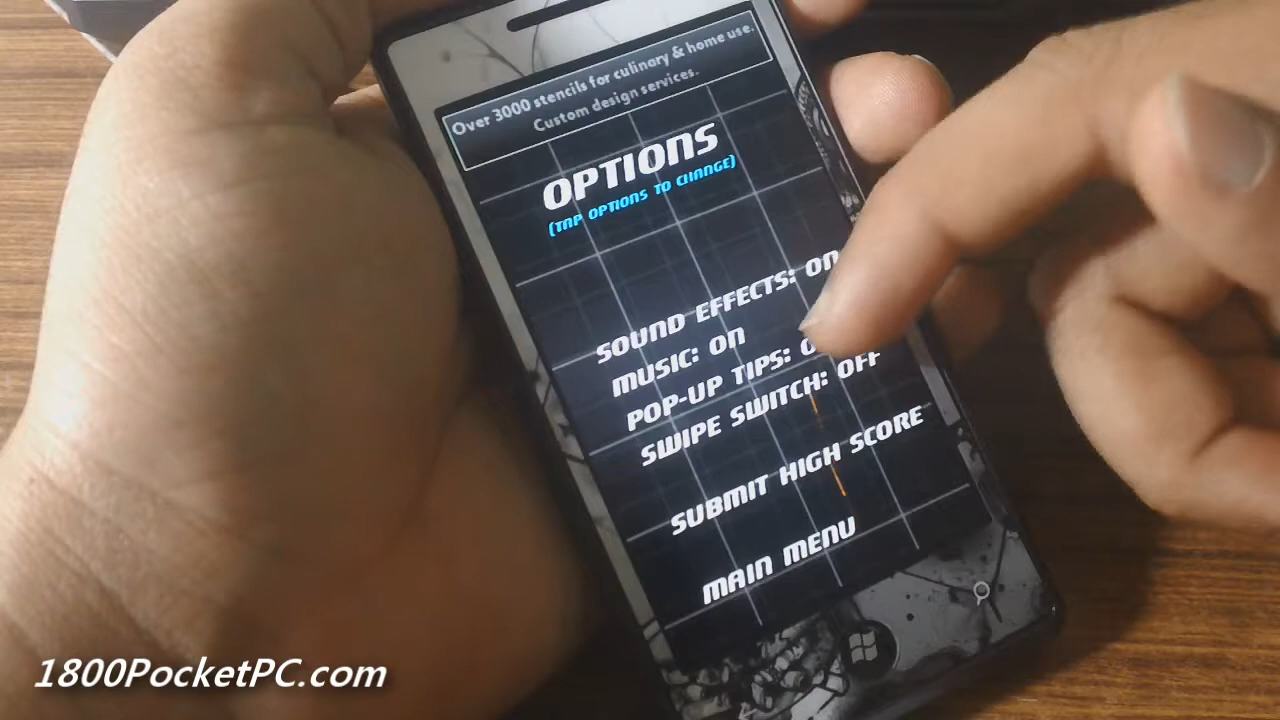 Over 3000 stencils for culinary & home use.
Custom design services.
OPTIONS
(TAP OPTIONS TO CHANGE)
SOUND EFFECTS: ON
MUSIC: ON
POP-UP TIPS:
SWIPE SWITCH: OFF
SUBMIT HIGH SCORE
MAIN MENU
1800PocketPC.com